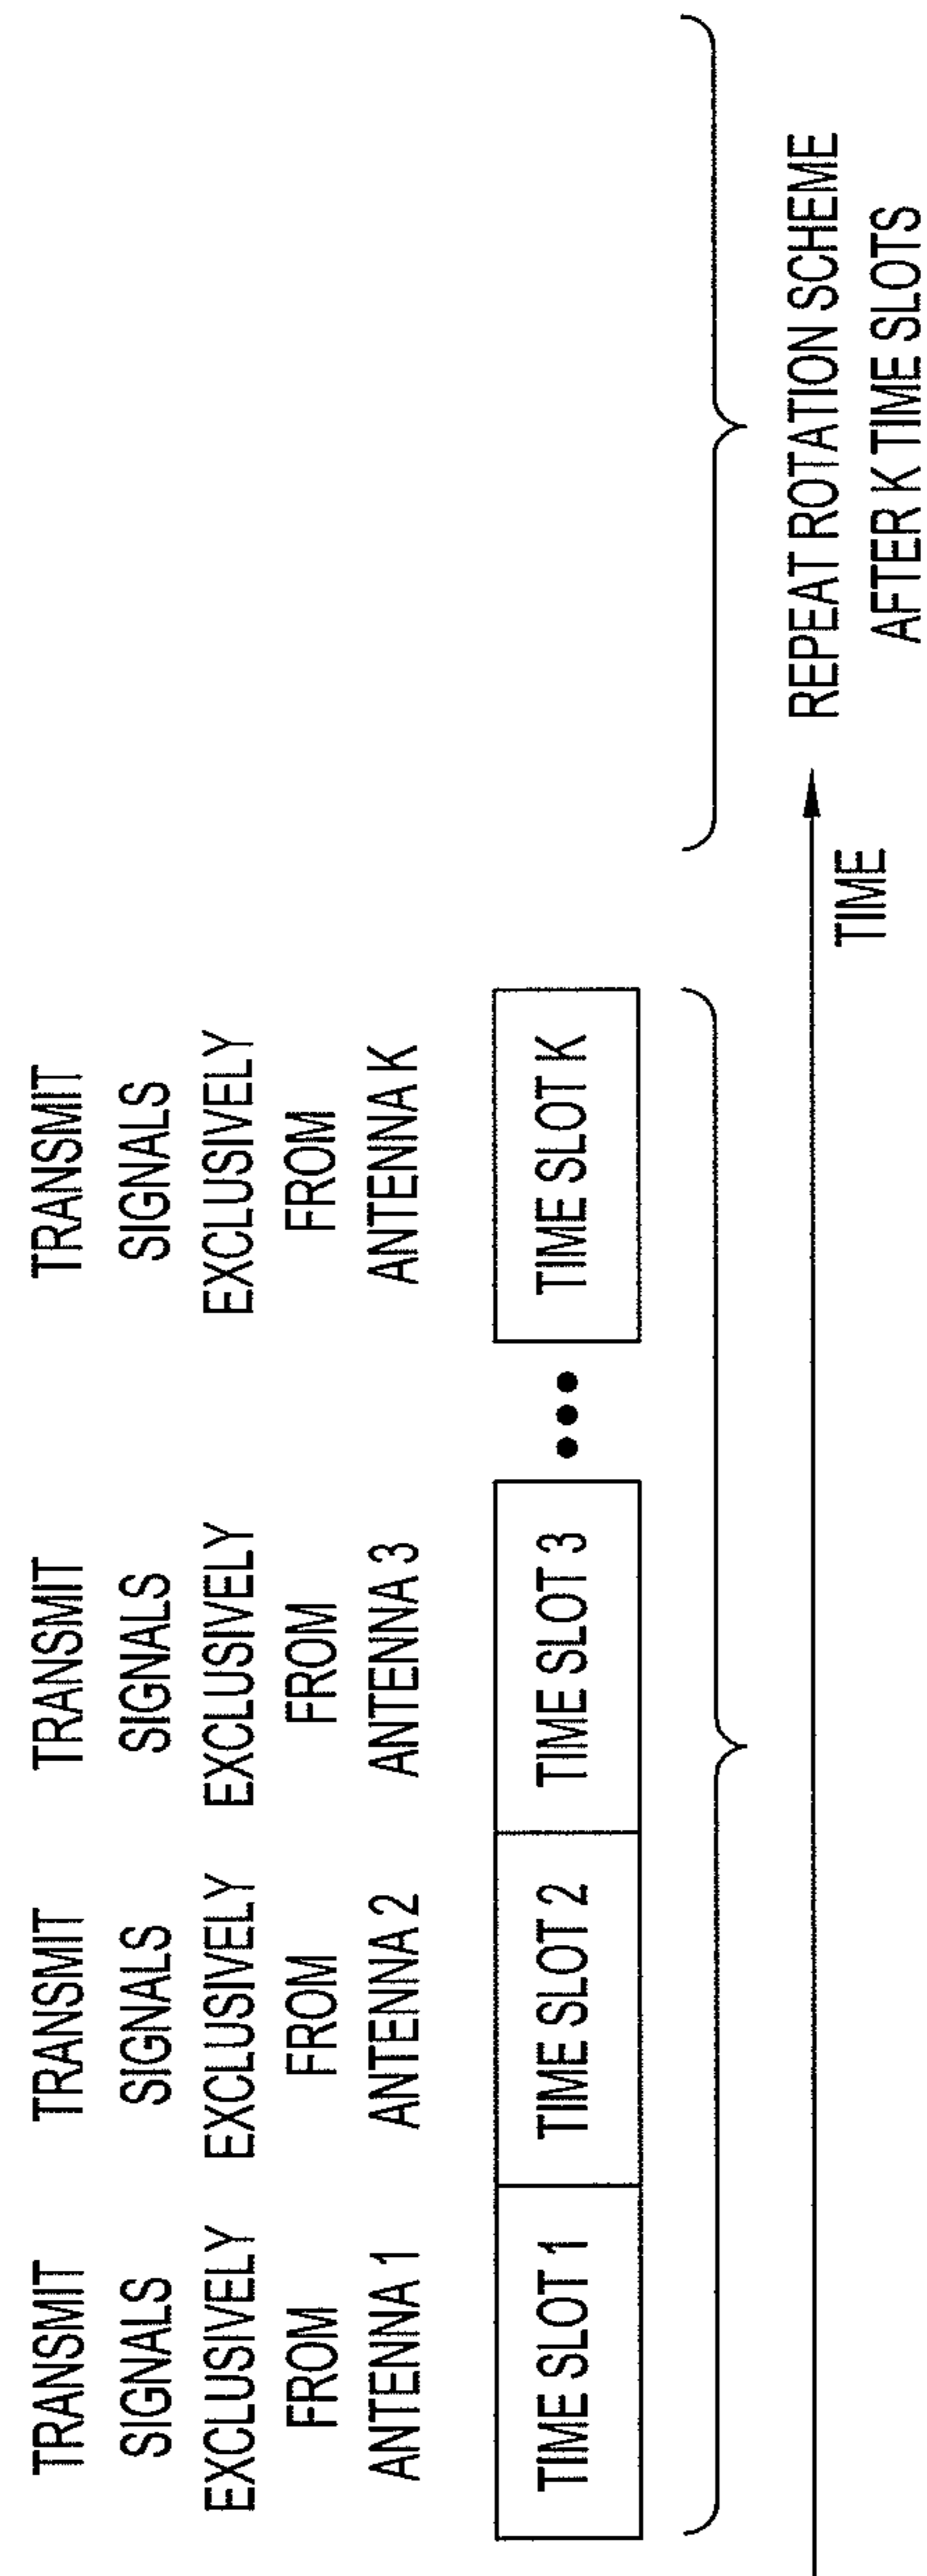 TRANSMIT
SIGNALS
EXCLUSIVELY
FROM
ANTENNA 1
TRANSMIT
SIGNALS
EXCLUSIVELY
FROM
ANTENNA 2
TRANSMIT
SIGNALS
EXCLUSIVELY
FROM
ANTENNA 3
TRANSMIT
SIGNALS
EXCLUSIVELY
FROM
ANTENNA K
TIME SLOT 1
TIME SLOT 2
TIME SLOT 3
TIME SLOT K
TIME
REPEAT ROTATION SCHEME
AFTER K TIME SLOTS